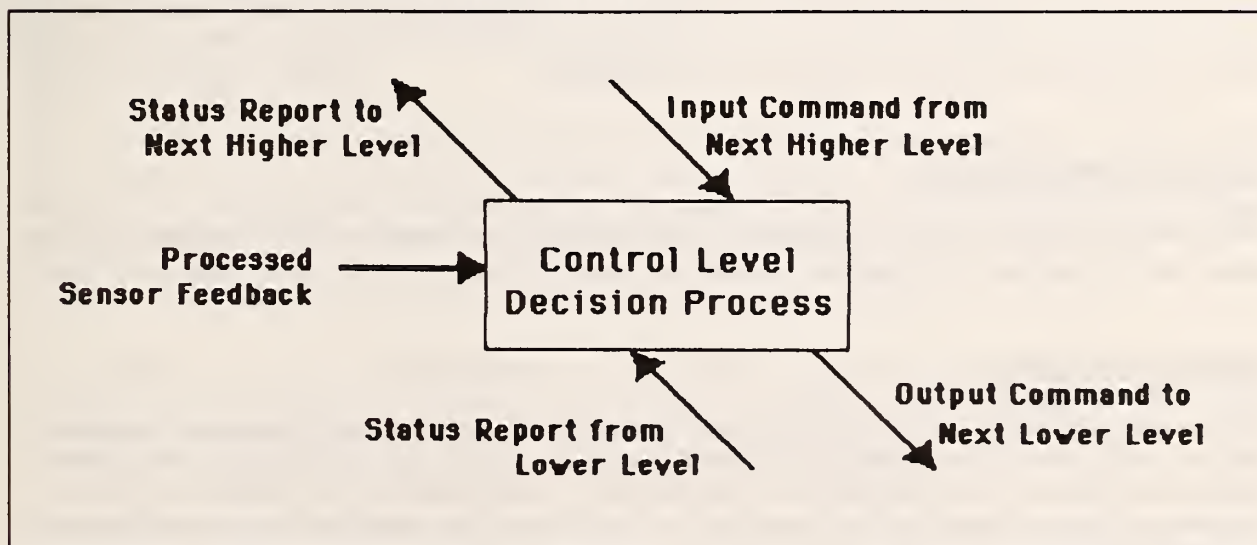 Status Report to
Next Higher Level
Input Command from
Next Higher Level
Processed
Sensor Feedback
Control Level
Decision Process
Status Report from
Lower Level
Output Command to
Next Lower Level